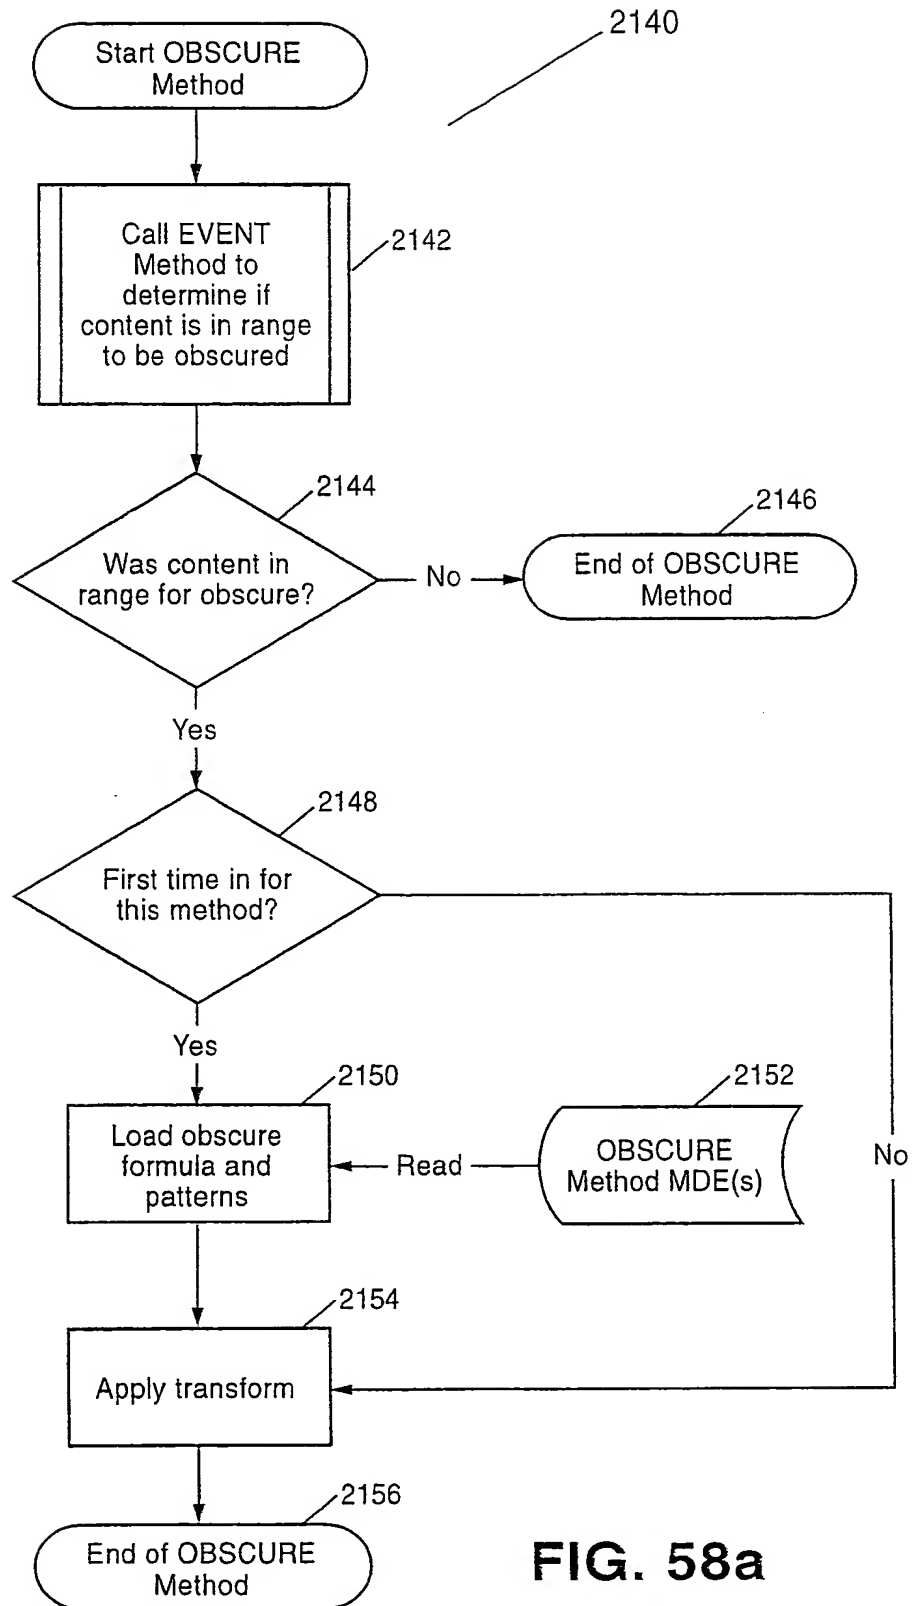 2140
Start OBSCURE
Method
2142
Call EVENT
Method to
determine if
content is in range
to be obscured
2144
Was content in
range for obscure?
No
2146
End of OBSCURE
Method
Yes
2148
First time in for
this method?
Yes
2150
Load obscure
formula and
patterns
Read
2152
OBSCURE
Method MDE(s)
No
2154
Apply transform
2156
End of OBSCURE
Method
FIG. 58a